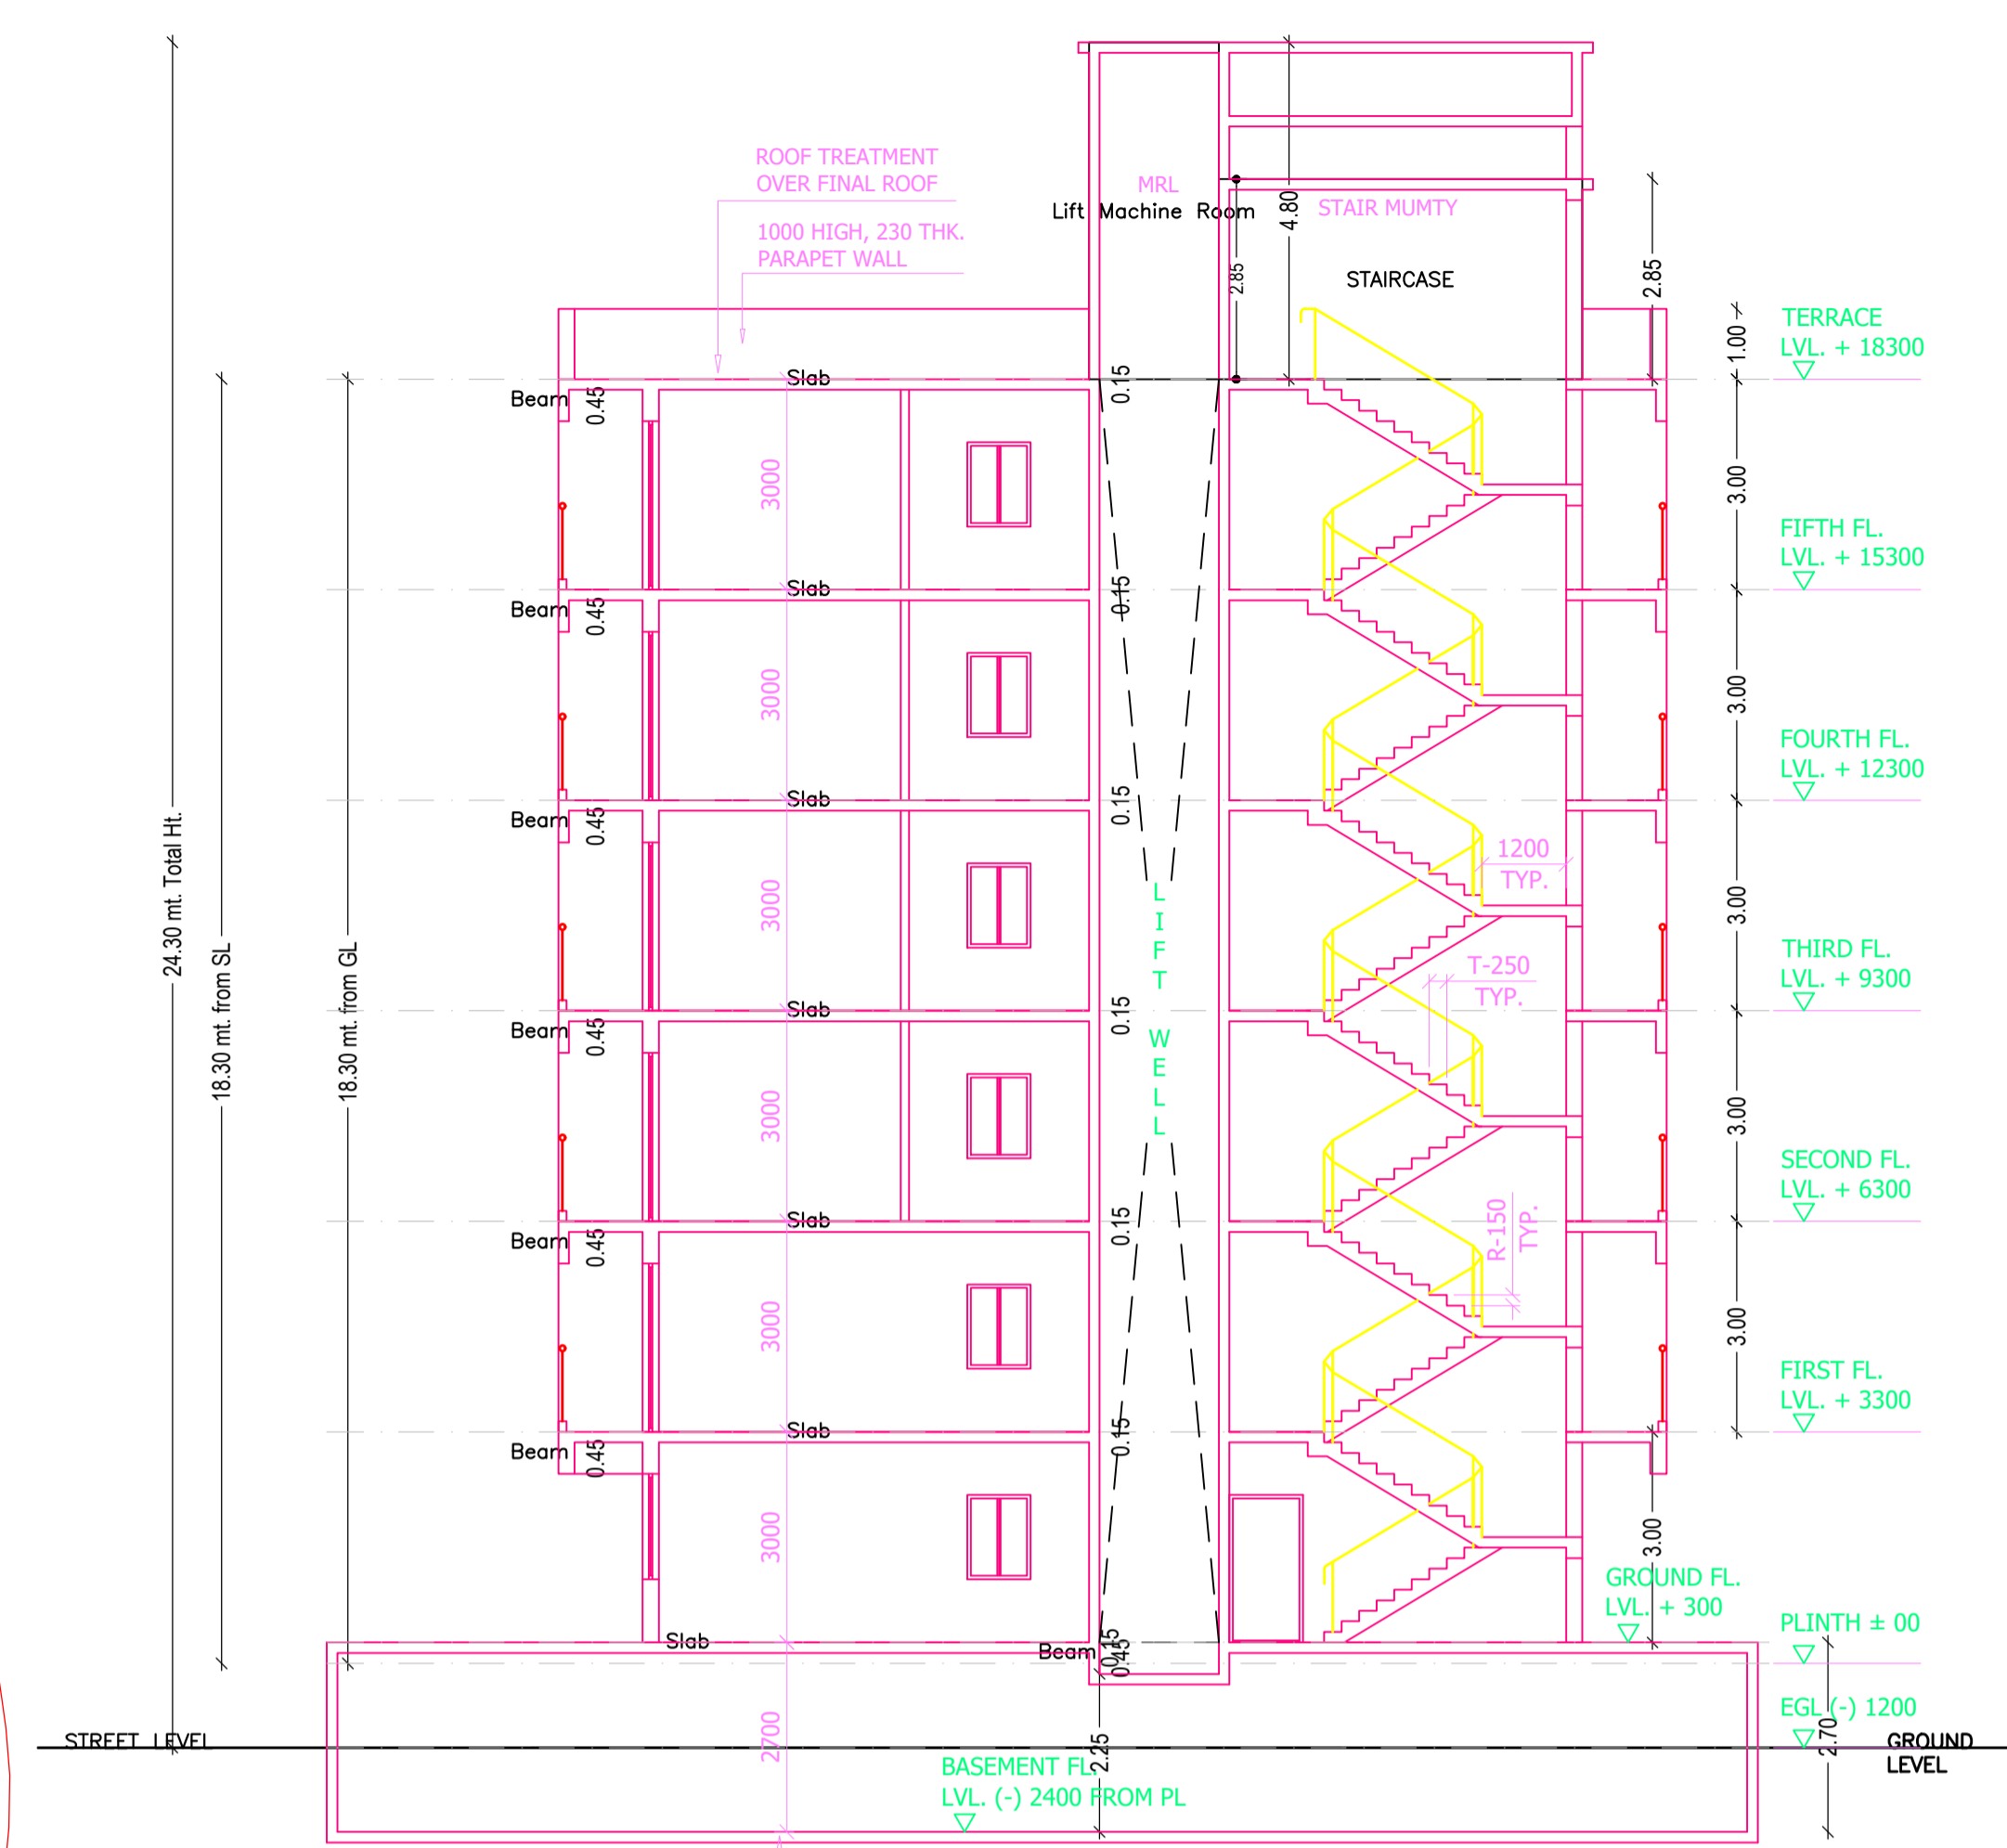 ROOF TREATMENT
OVER FINAL ROOF
1000 HIGH, 230 THK.
PARAPET WALL
MRL
Lift Machine Room
STAIR MUMTY
STAIRCASE
4.80
2.85
2.85
1.00
TERRACE
LVL. + 18300
Slab
Beam
0.45
0.15
3000
3.00
FIFTH FL.
LVL. + 15300
Slab
Beam
0.45
0.15
3000
3.00
FOURTH FL.
LVL. + 12300
Slab
Beam
0.45
0.15
3000
1200
TYP.
3.00
24.30 mt. Total Ht.
18.30 mt. from SL
18.30 mt. from GL
LIFT WELL
T-250
TYP.
THIRD FL.
LVL. + 9300
Slab
Beam
0.45
0.15
3000
3.00
SECOND FL.
LVL. + 6300
Slab
Beam
0.45
0.15
R-150
TYP.
3000
3.00
FIRST FL.
LVL. + 3300
Slab
Beam
0.45
0.15
3000
3.00
GROUND FL.
LVL. + 300
PLINTH ± 00
Slab
Beam
0.15
0.45
EGL (-) 1200
STREET LEVEL
2700
2.25
2.70
GROUND
LEVEL
BASEMENT FL.
LVL. (-) 2400 FROM PL